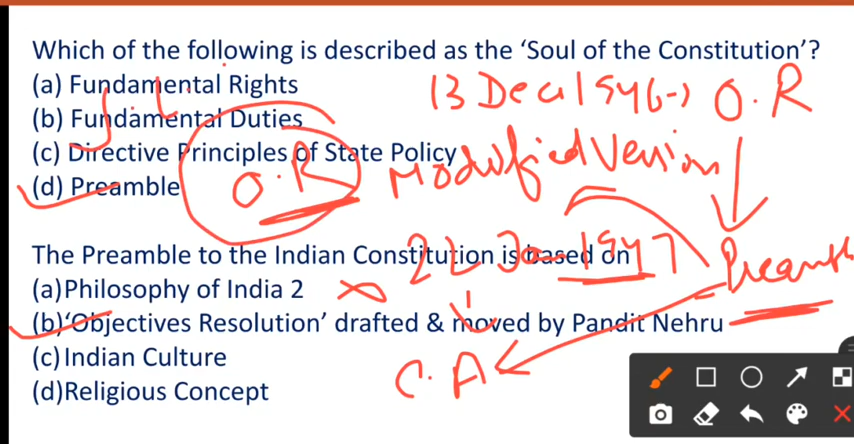 Which of the following is described as the ‘Soul of the Constitution’?
(a) Fundamental Rights
13 Dec 1946→ O.R
(b) Fundamental Duties
(c) Directive Principles of State Policy
Modified Version
(d) Preamble
O.R
The Preamble to the Indian Constitution is based on
22 Jan 1947
Preamble
(a)Philosophy of India 2
(b)‘Objectives Resolution’ drafted & moved by Pandit Nehru
(c)Indian Culture
C.A
(d)Religious Concept